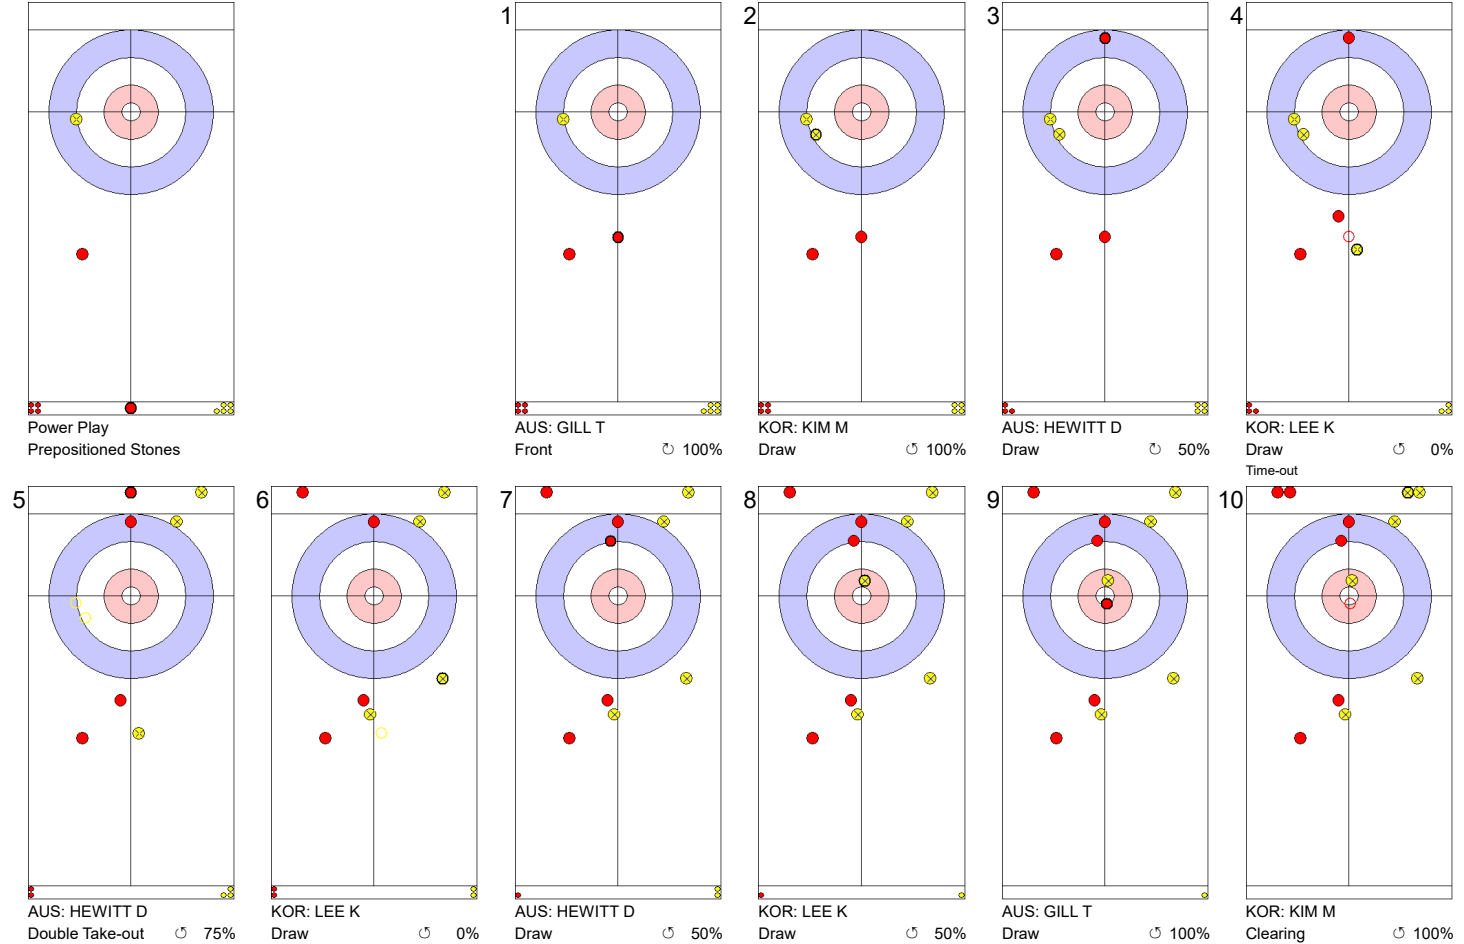 1
2
3
4
Power Play
Prepositioned Stones
AUS: GILL T
Front ↻ 100%
KOR: KIM M
Draw ↺ 100%
AUS: HEWITT D
Draw ↻ 50%
KOR: LEE K
Draw ↺ 0%
Time-out
5
6
7
8
9
10
AUS: HEWITT D
Double Take-out ↺ 75%
KOR: LEE K
Draw ↺ 0%
AUS: HEWITT D
Draw ↺ 50%
KOR: LEE K
Draw ↺ 50%
AUS: GILL T
Draw ↺ 100%
KOR: KIM M
Clearing ↺ 100%